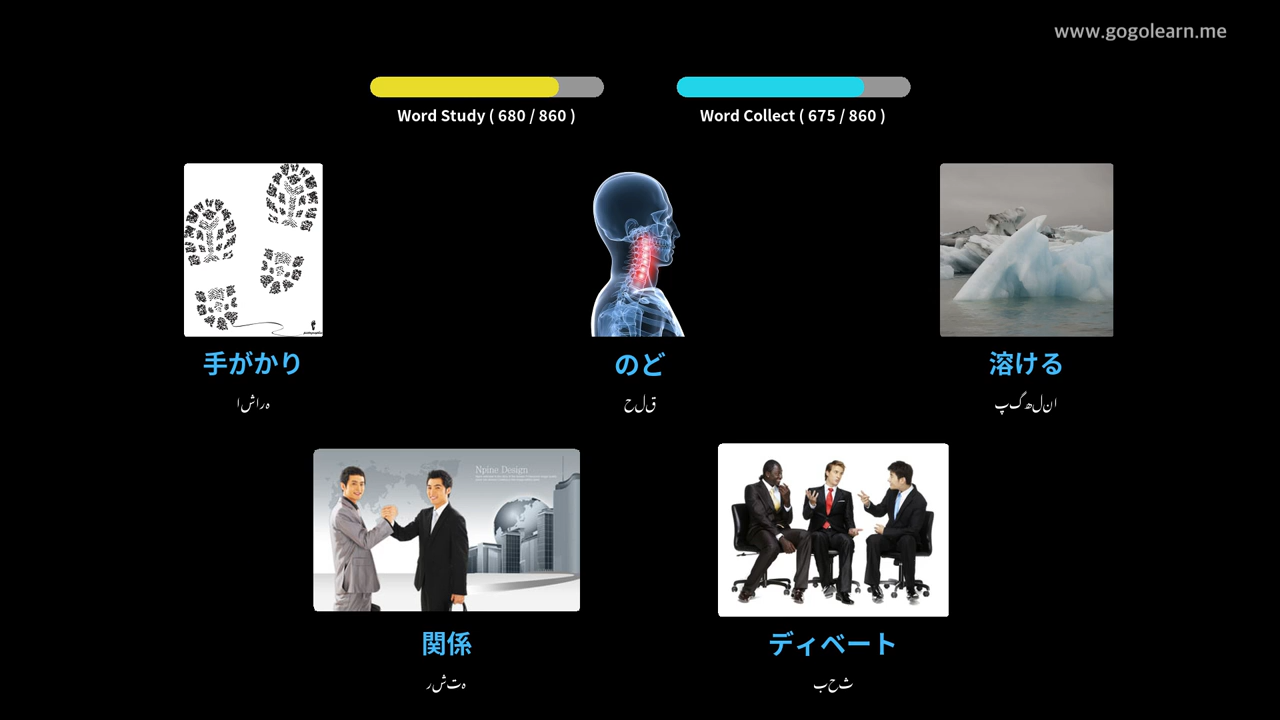 www.gogolearn.me
Word Study ( 680 / 860 )
Word Collect ( 675 / 860 )
手がかり
のど
溶ける
اشارہ
حلق
پگھلنا
Npine Design
関係
ディベート
رشتہ
بحث